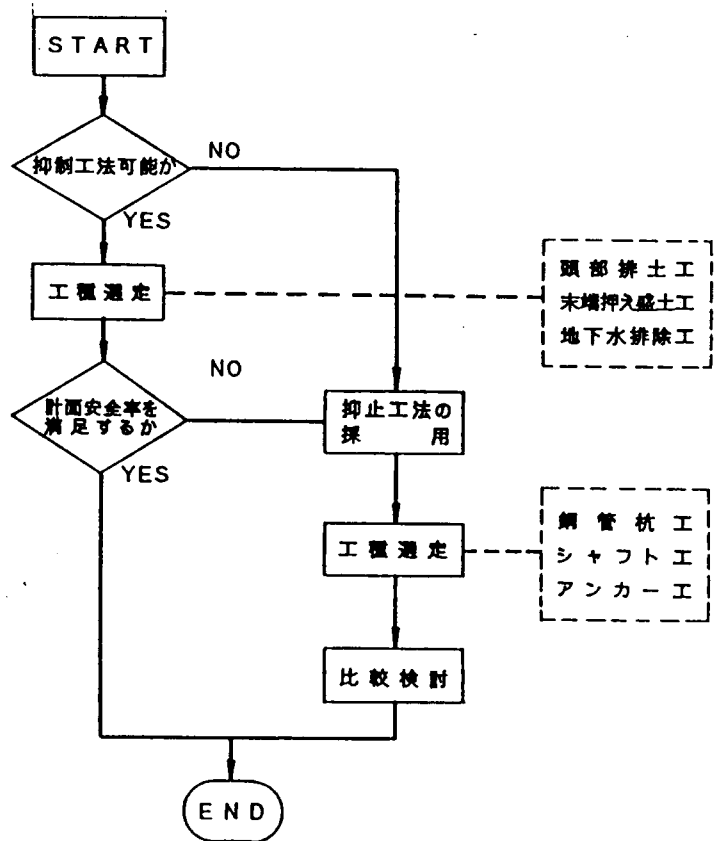 START
抑制工法可能か
NO
YES
工種選定
頭部排土工
末端押え盛土工
地下水排除工
計画安全率を
満足するか
NO
YES
抑止工法の
採用
工種選定
鋼管杭工
シャフト工
アンカー工
比較検討
END